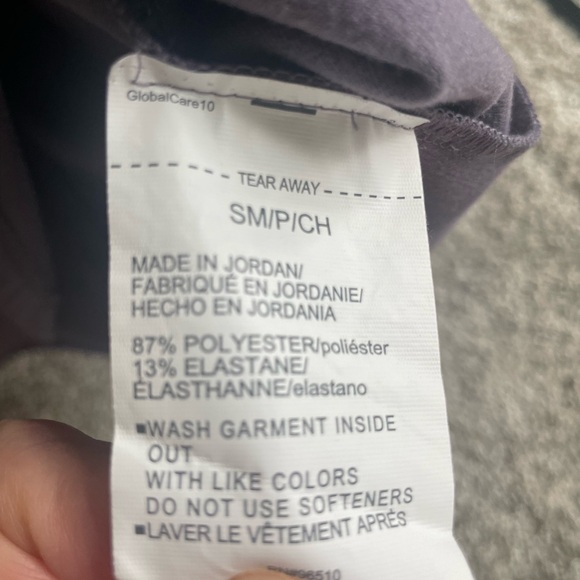 GlobalCare10
TEAR AWAY
SM/P/CH
MADE IN JORDAN/
FABRIQUÉ EN JORDANIE/
HECHO EN JORDANIA
87% POLYESTER/poliéster
13% ELASTANE/
ÉLASTHANNE/elastano
▪WASH GARMENT INSIDE
OUT
WITH LIKE COLORS
DO NOT USE SOFTENERS
▪LAVER LE VÊTEMENT APRÈS